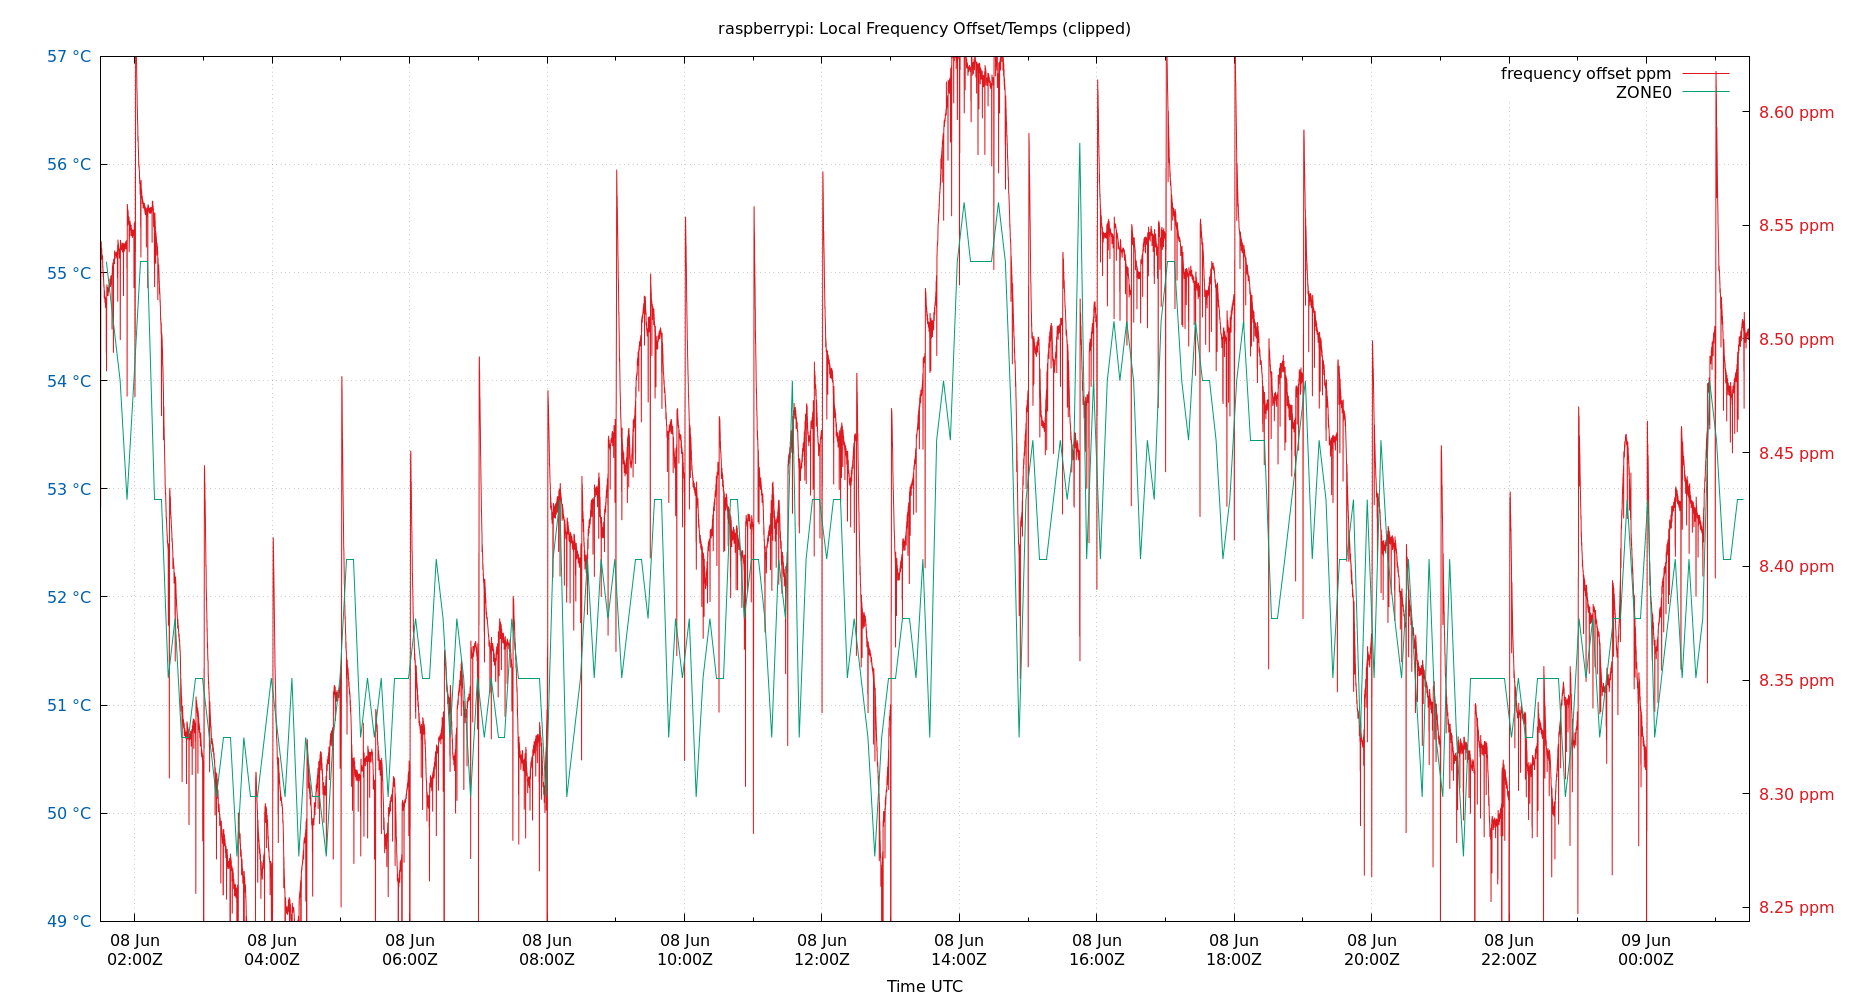 raspberrypi: Local Frequency Offset/Temps (clipped)
57 °C
56 °C
55 °C
54 °C
53 °C
52 °C
51 °C
50 °C
49 °C
frequency offset ppm
ZONE0
8.60 ppm
8.55 ppm
8.50 ppm
8.45 ppm
8.40 ppm
8.35 ppm
8.30 ppm
8.25 ppm
08 Jun
02:00Z
08 Jun
04:00Z
08 Jun
06:00Z
08 Jun
08:00Z
08 Jun
10:00Z
08 Jun
12:00Z
08 Jun
14:00Z
08 Jun
16:00Z
08 Jun
18:00Z
08 Jun
20:00Z
08 Jun
22:00Z
09 Jun
00:00Z
Time UTC